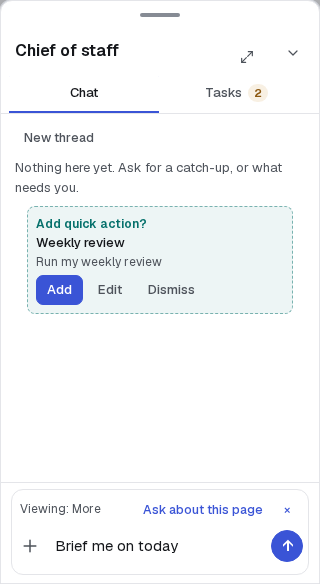 Chief of staff
Chat
Tasks 2
New thread
Nothing here yet. Ask for a catch-up, or what
needs you.
Add quick action?
Weekly review
Run my weekly review
Add Edit Dismiss
Viewing: More Ask about this page ×
Brief me on today